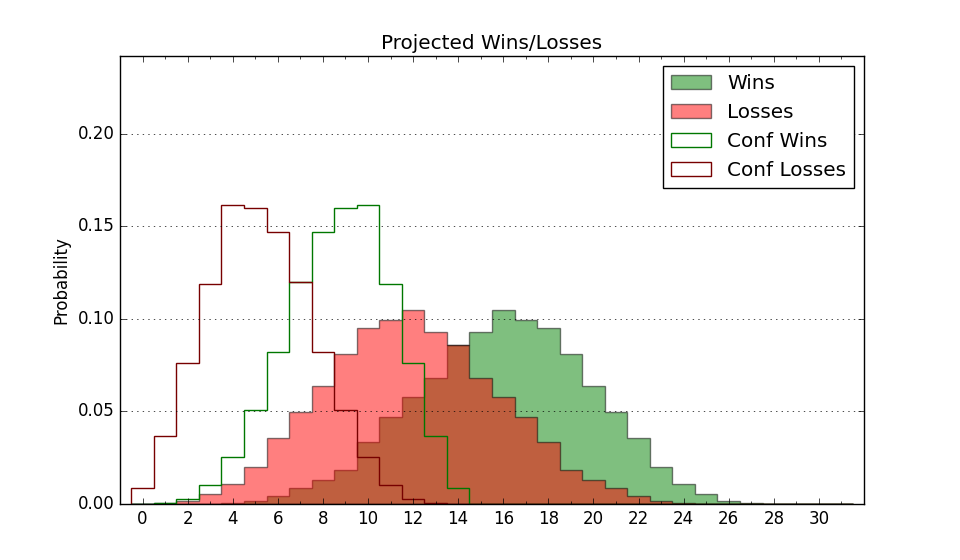 Projected Wins/Losses
Wins
Losses
Conf Wins
Conf Losses
Probability
0.20
0.15
0.10
0.05
0.00
0 2 4 6 8 10 12 14 16 18 20 22 24 26 28 30